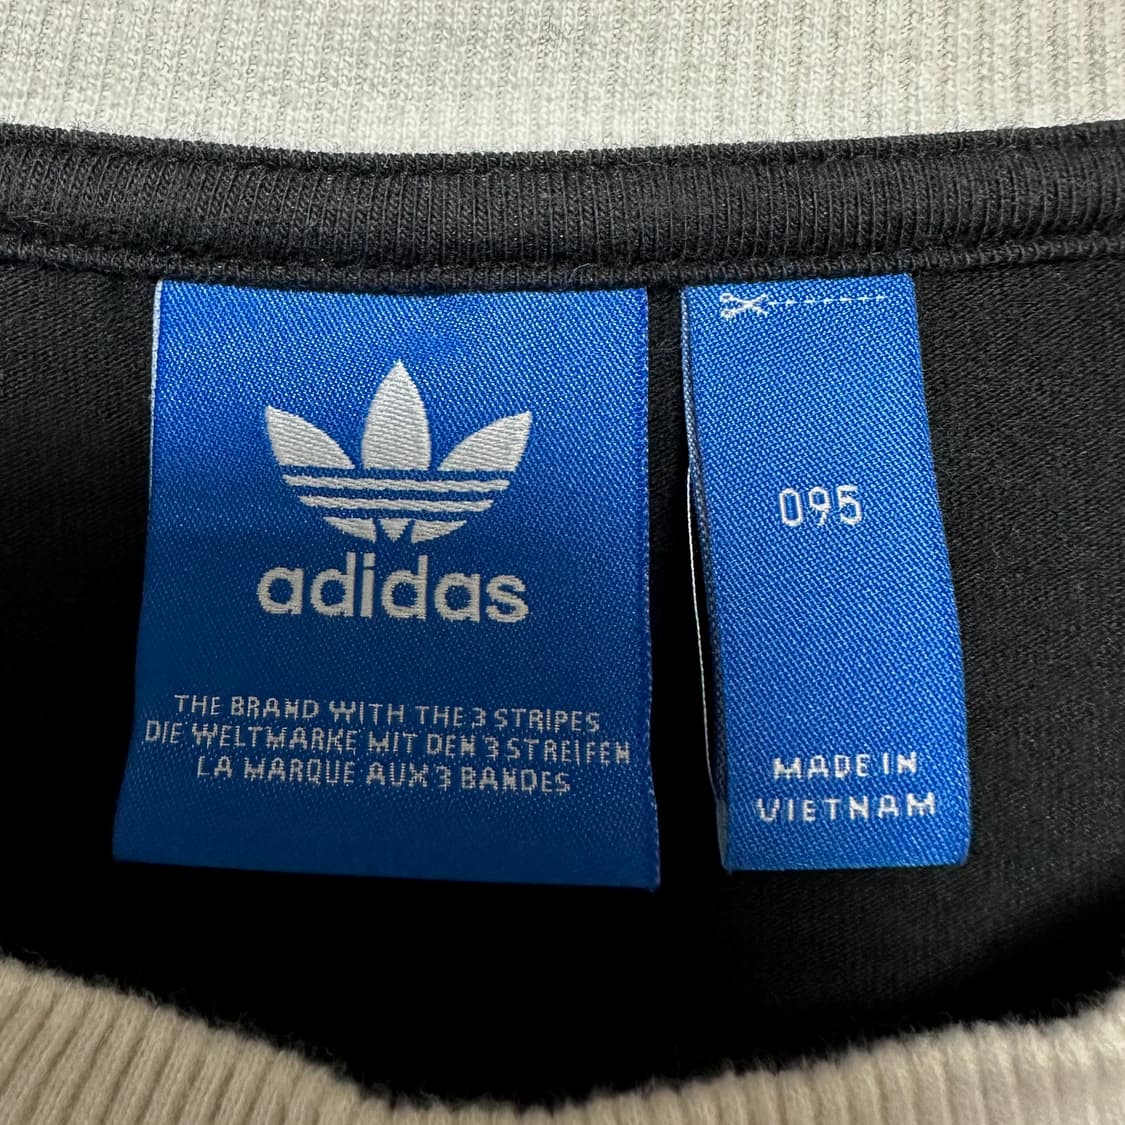 adidas
THE BRAND WITH THE 3 STRIPES
DIE WELTMARKE MIT DEN 3 STREIFEN
LA MARQUE AUX 3 BANDES
095
MADE IN
VIETNAM